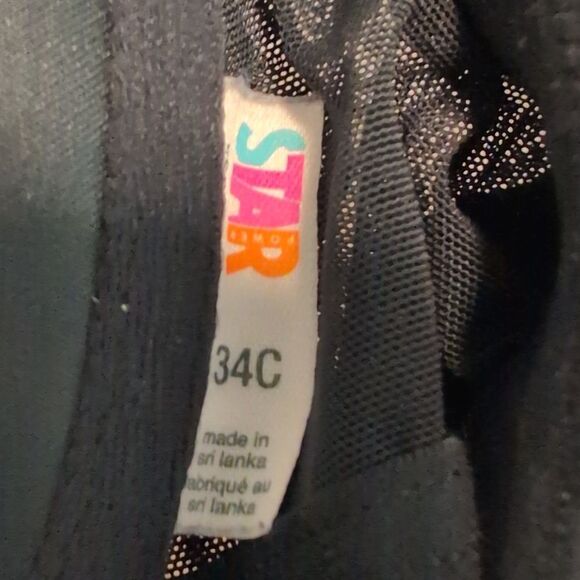 STAR
POWER
34C
made in
sri lanka
fabriqué au
sri lanka